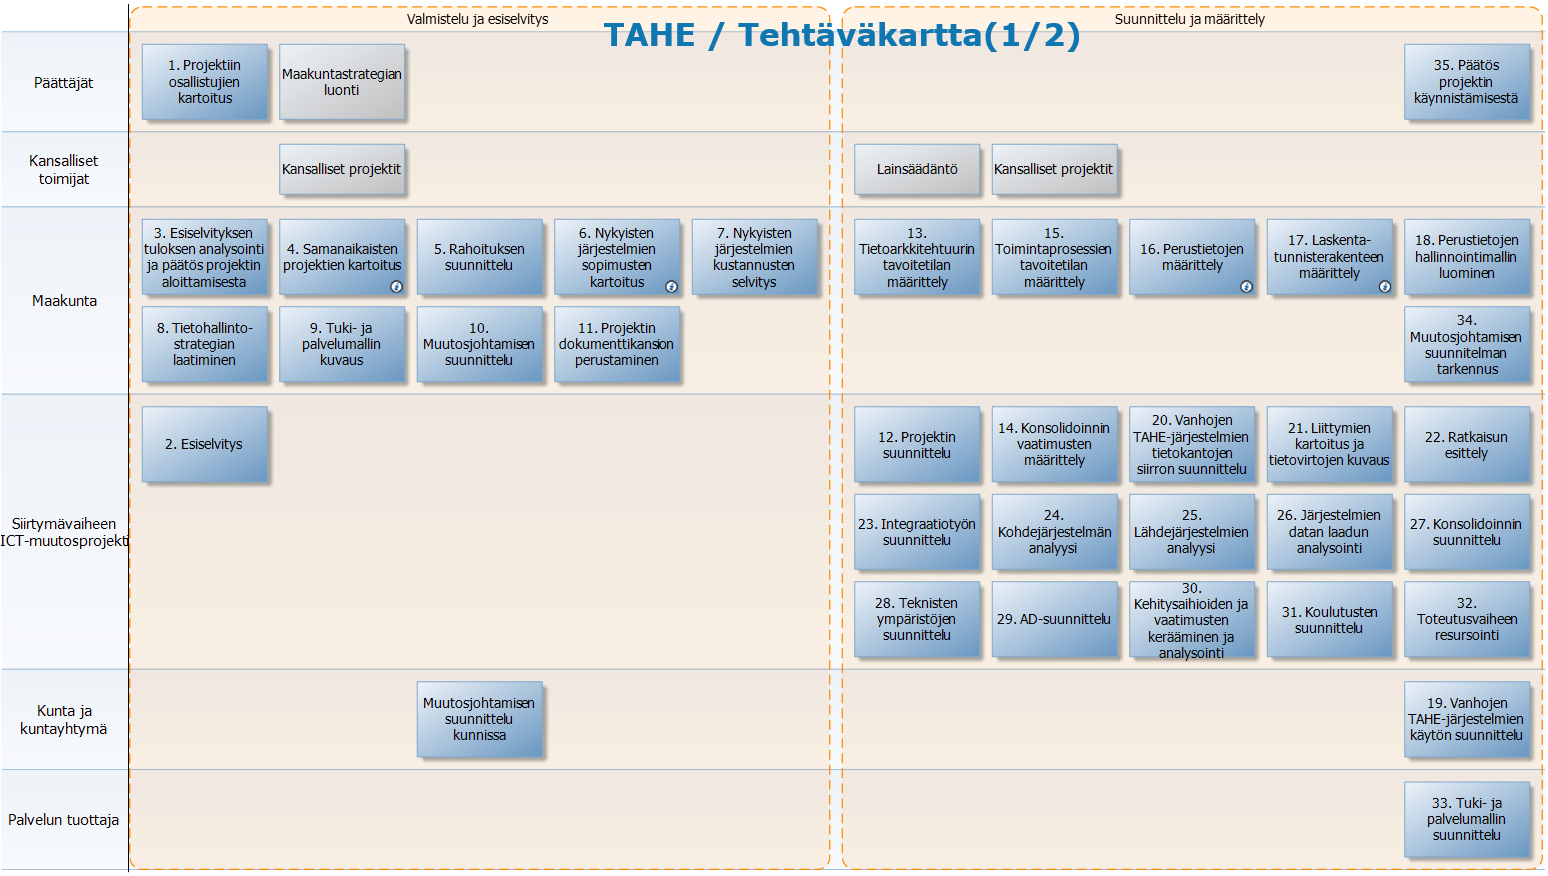 Valmistelu ja esiselvitys
Suunnittelu ja määrittely
TAHE / Tehtäväkartta(1/2)
Päättäjät
1. Projektiin
osallistujien
kartoitus
Maakuntastrategian
luonti
35. Päätös
projektin
käynnistämisestä
Kansalliset
toimijat
Kansalliset projektit
Lainsäädäntö
Kansalliset projektit
Maakunta
3. Esiselvityksen
tuloksen analysointi
ja päätös projektin
aloittamisesta
4. Samanaikaisten
projektien kartoitus
5. Rahoituksen
suunnittelu
6. Nykyisten
järjestelmien
sopimusten
kartoitus
7. Nykyisten
järjestelmien
kustannusten
selvitys
13.
Tietoarkkitehtuurin
tavoitetilan
määrittely
15.
Toimintaprosessien
tavoitetilan
määrittely
16. Perustietojen
määrittely
17. Laskenta-
tunnisterakenteen
määrittely
18. Perustietojen
hallinnointimallin
luominen
8. Tietohallinto-
strategian
laatiminen
9. Tuki- ja
palvelumallin
kuvaus
10.
Muutosjohtamisen
suunnittelu
11. Projektin
dokumenttikansion
perustaminen
34.
Muutosjohtamisen
suunnitelman
tarkennus
Siirtymävaiheen
ICT-muutosprojekti
2. Esiselvitys
12. Projektin
suunnittelu
14. Konsolidoinnin
vaatimusten
määrittely
20. Vanhojen
TAHE-järjestelmien
tietokantojen
siirron suunnittelu
21. Liittymien
kartoitus ja
tietovirtojen kuvaus
22. Ratkaisun
esittely
23. Integraatiotyön
suunnittelu
24.
Kohdejärjestelmän
analyysi
25.
Lähdejärjestelmien
analyysi
26. Järjestelmien
datan laadun
analysointi
27. Konsolidoinnin
suunnittelu
28. Teknisten
ympäristöjen
suunnittelu
29. AD-suunnittelu
30.
Kehitysaihioiden ja
vaatimusten
kerääminen ja
analysointi
31. Koulutusten
suunnittelu
32.
Toteutusvaiheen
resursointi
Kunta ja
kuntayhtymä
Muutosjohtamisen
suunnittelu
kunnissa
19. Vanhojen
TAHE-järjestelmien
käytön suunnittelu
Palvelun tuottaja
33. Tuki- ja
palvelumallin
suunnittelu